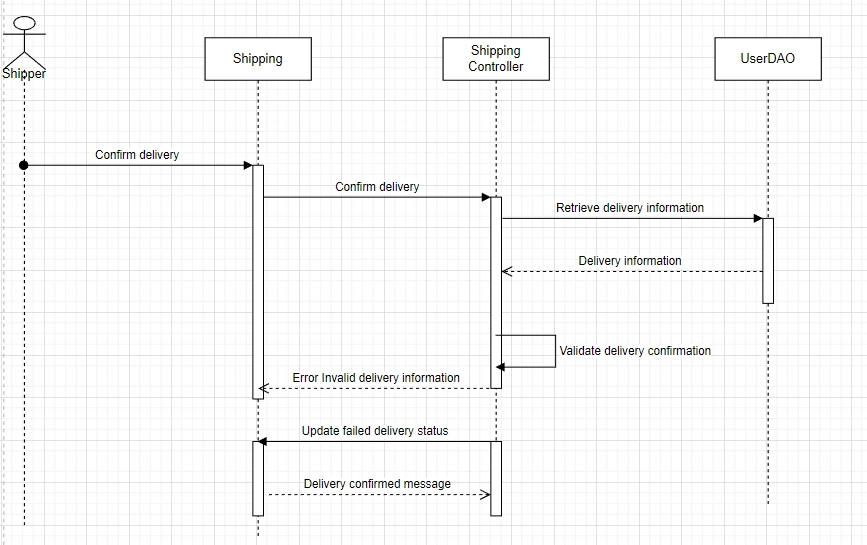 Shipper
Shipping
Shipping
Controller
UserDAO
Confirm delivery
Confirm delivery
Retrieve delivery information
Delivery information
Validate delivery confirmation
Error Invalid delivery information
Update failed delivery status
Delivery confirmed message